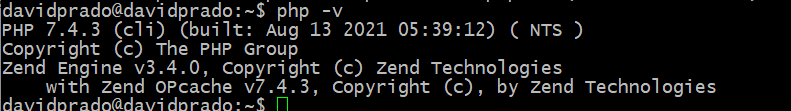 davidprado@davidprado:~$ php -v
PHP 7.4.3 (cli) (built: Aug 13 2021 05:39:12) ( NTS )
Copyright (c) The PHP Group
Zend Engine v3.4.0, Copyright (c) Zend Technologies
    with Zend OPcache v7.4.3, Copyright (c), by Zend Technologies
davidprado@davidprado:~$